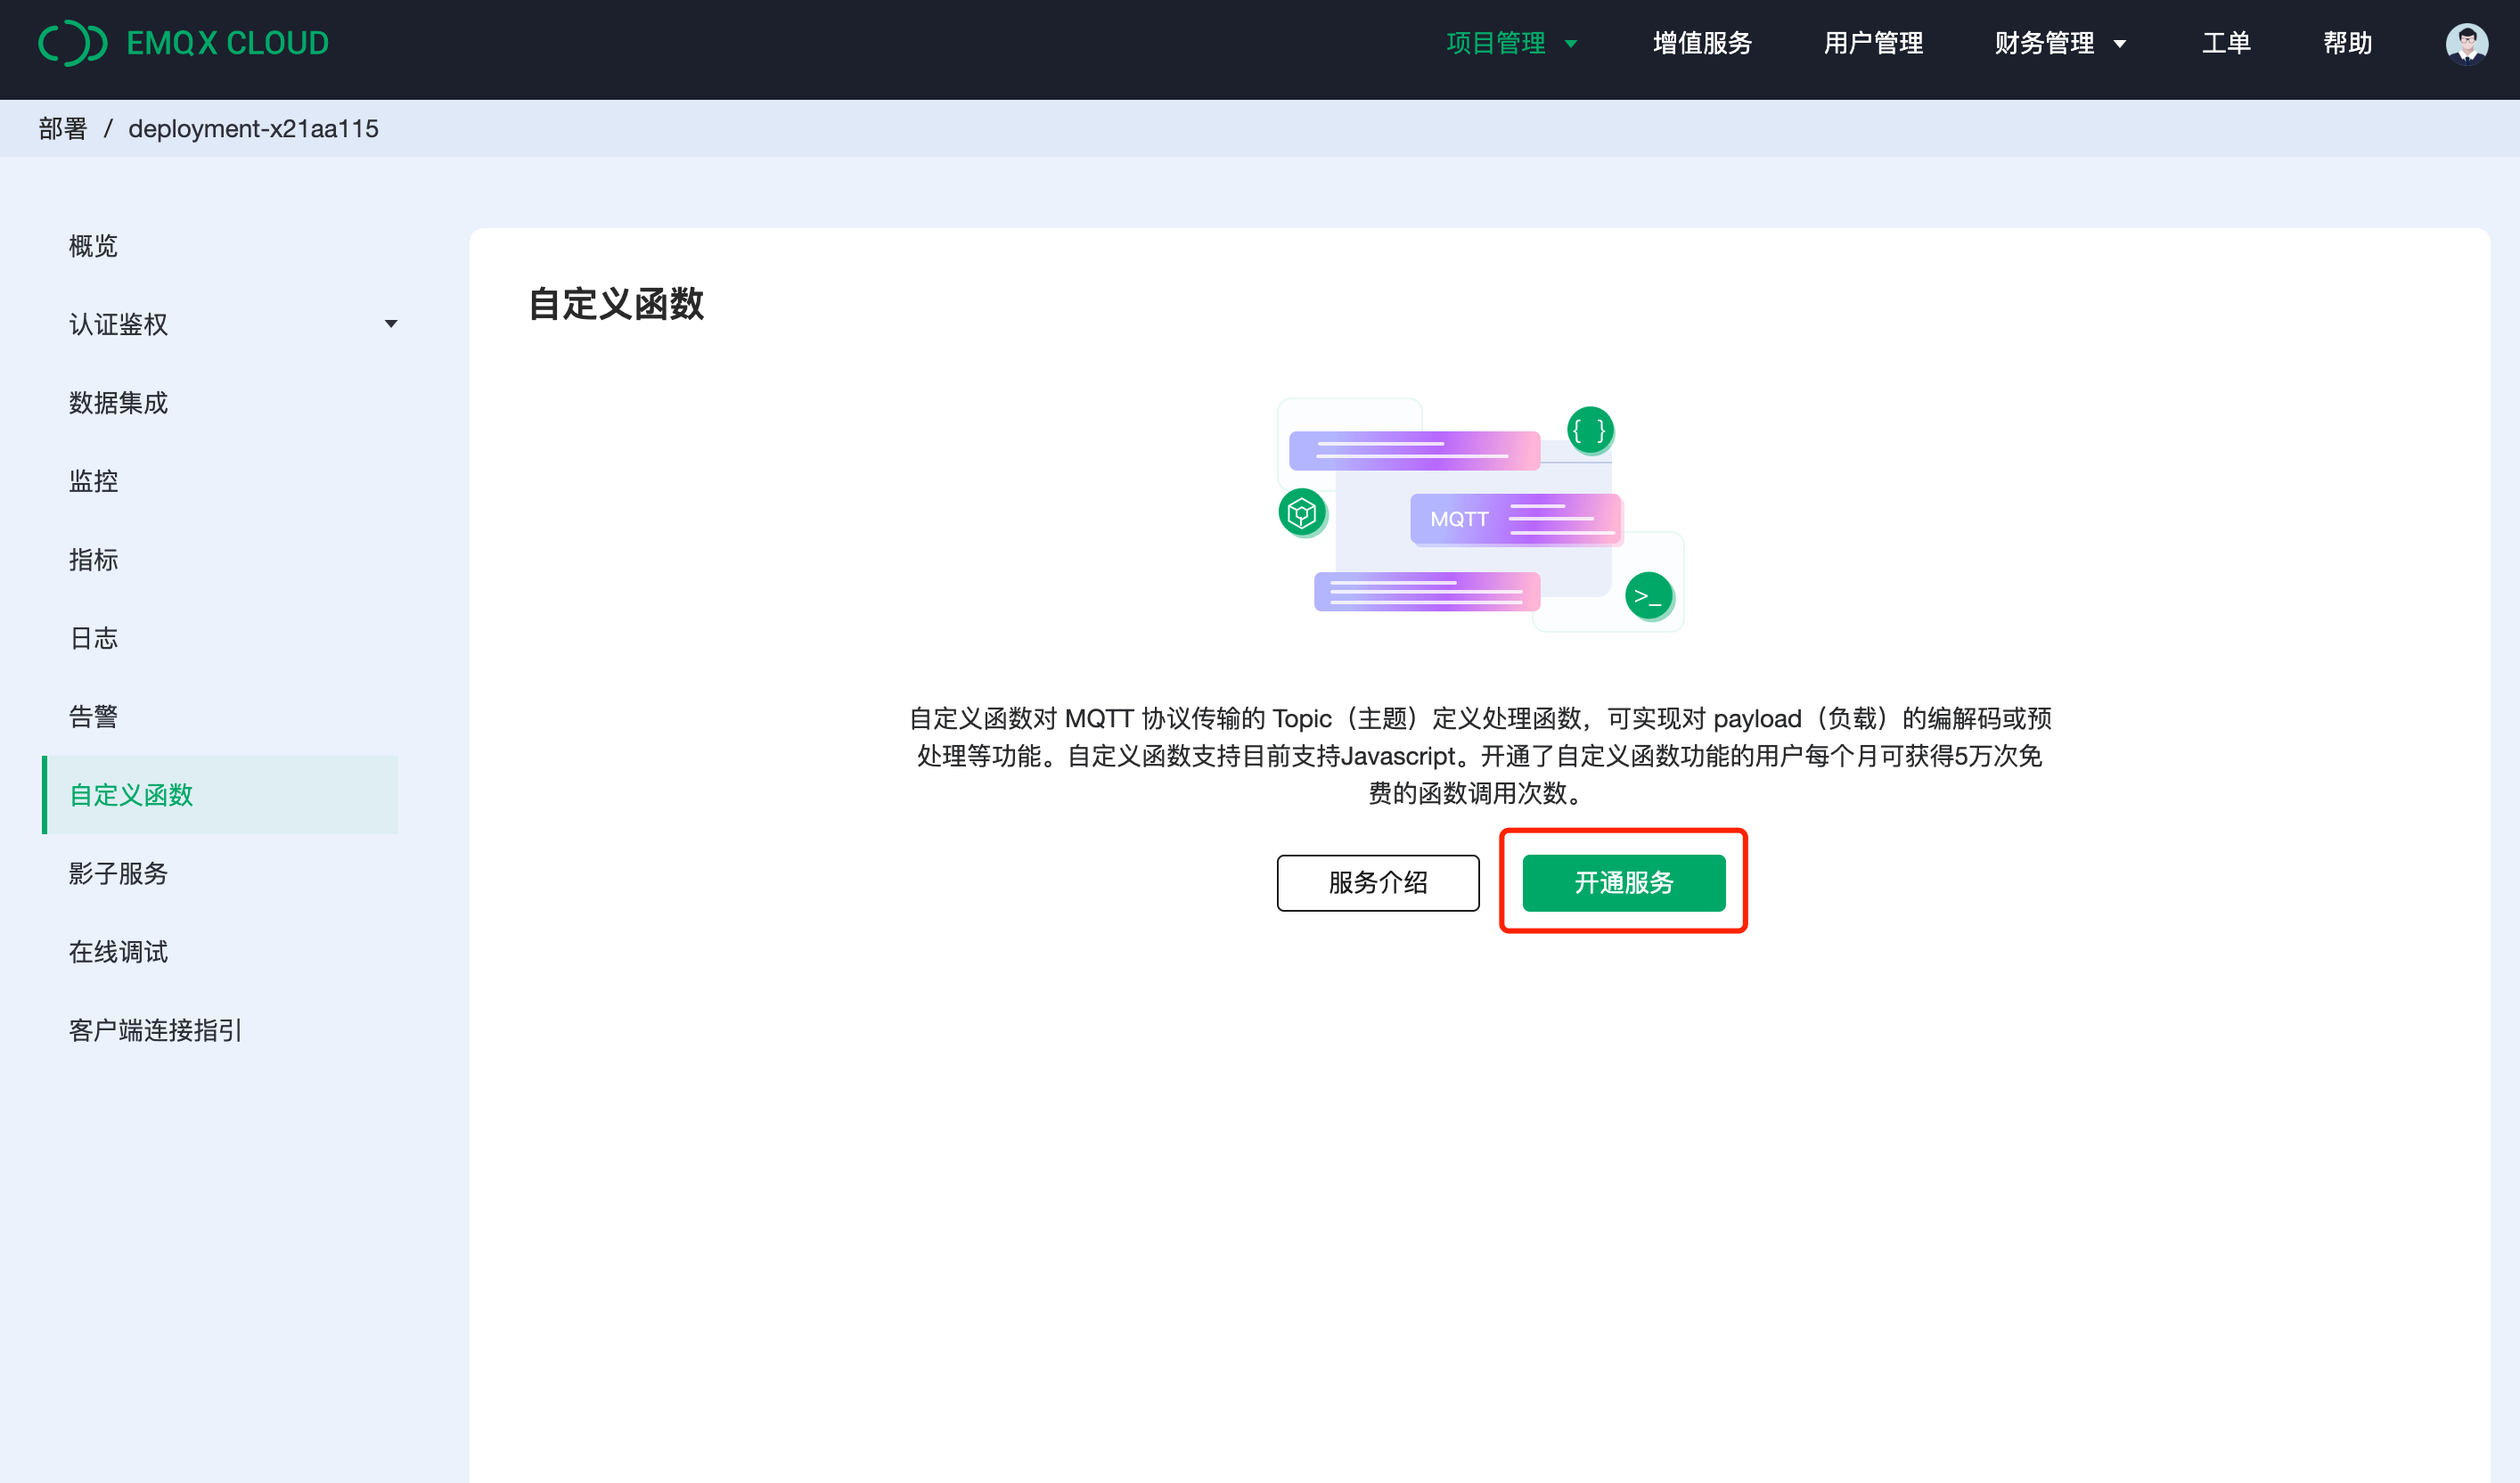 EMQX CLOUD
项目管理
增值服务
用户管理
财务管理
工单
帮助
部署 / deployment-x21aa115
概览
认证鉴权
数据集成
监控
指标
日志
告警
自定义函数
影子服务
在线调试
客户端连接指引
自定义函数
{ }
MQTT
>_
自定义函数对 MQTT 协议传输的 Topic（主题）定义处理函数，可实现对 payload（负载）的编解码或预
处理等功能。自定义函数支持目前支持Javascript。开通了自定义函数功能的用户每个月可获得5万次免
费的函数调用次数。
服务介绍
开通服务